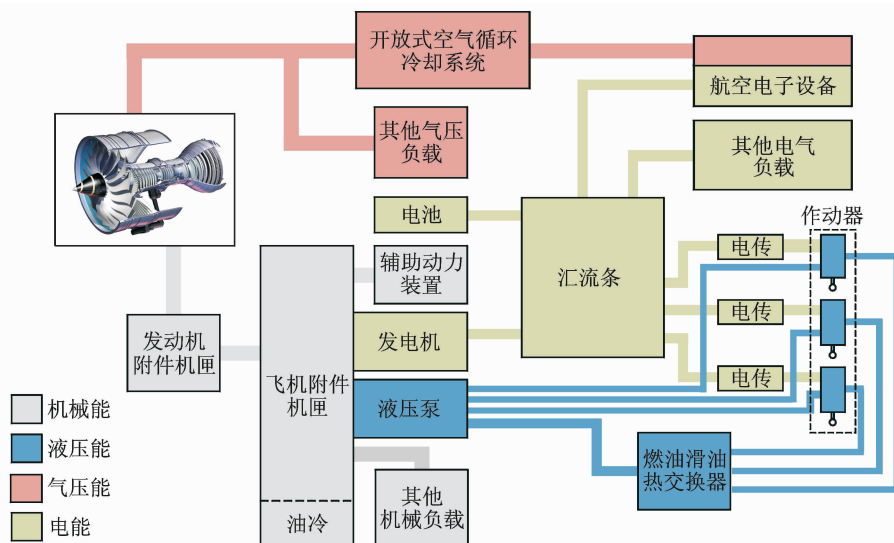 开放式空气循环
冷却系统
航空电子设备
其他气压
负载
其他电气
负载
电池
作动器
辅助动力
装置
汇流条
电传
发动机
附件机匣
发电机
电传
飞机附件
机匣
液压泵
电传
机械能
液压能
气压能
电能
燃油滑油
热交换器
其他
机械负载
油冷